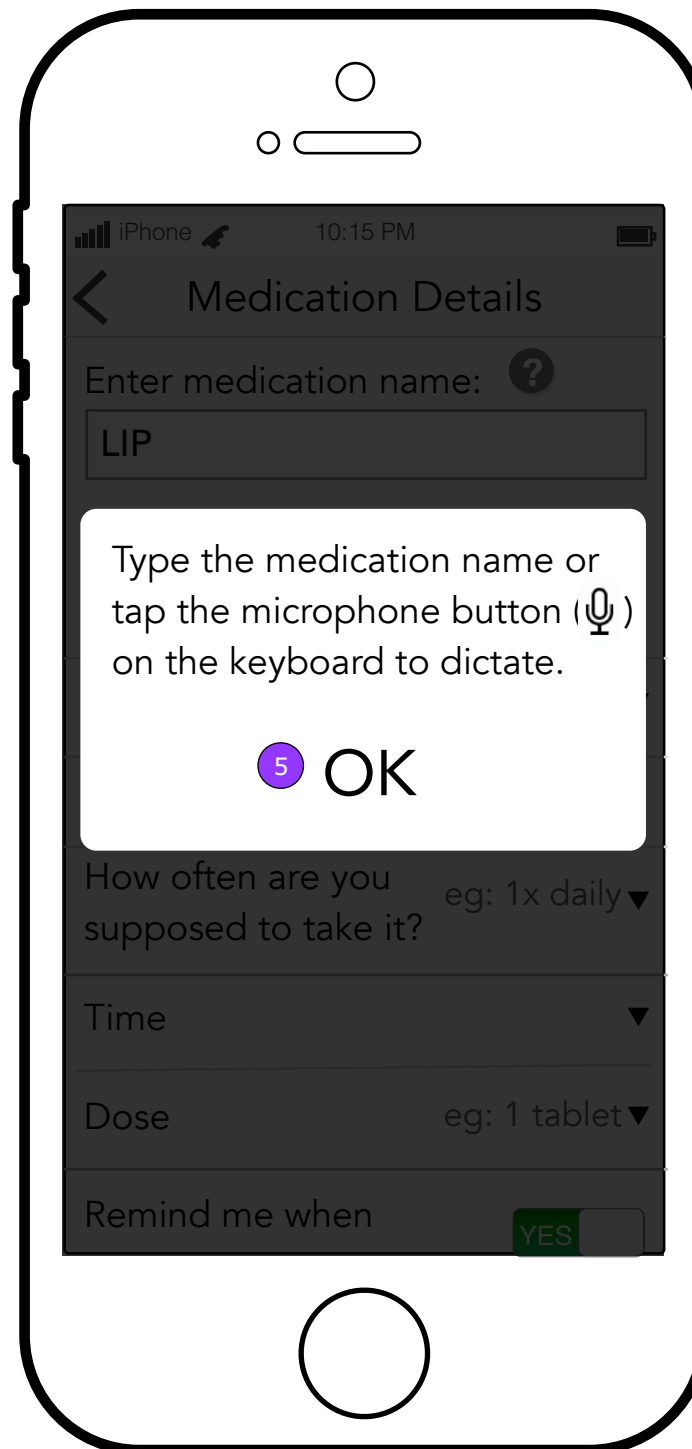 iPhone 10:15 PM
Medication Details
Enter medication name: ?
LIP
Type the medication name or
tap the microphone button ( )
on the keyboard to dictate.
5 OK
How often are you
supposed to take it?
eg: 1x daily
Time
Dose eg: 1 tablet
Remind me when
YES